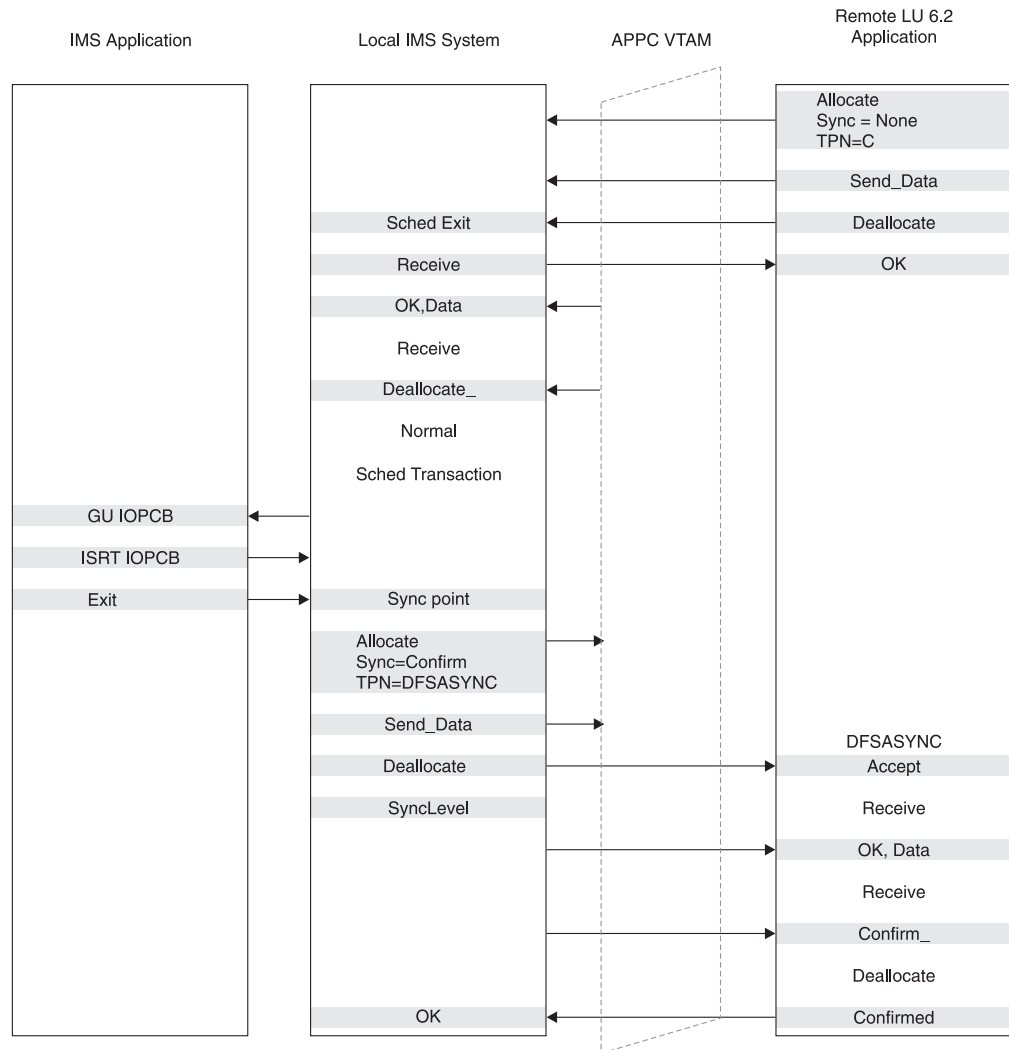 IMS Application
Local IMS System
APPC VTAM
Remote LU 6.2
Application
Allocate
Sync = None
TPN=C
Send_Data
Sched Exit
Deallocate
Receive
OK
OK,Data
Receive
Deallocate_
Normal
Sched Transaction
GU IOPCB
ISRT IOPCB
Exit
Sync point
Allocate
Sync=Confirm
TPN=DFSASYNC
Send_Data
DFSASYNC
Deallocate
Accept
SyncLevel
Receive
OK, Data
Receive
Confirm_
Deallocate
OK
Confirmed